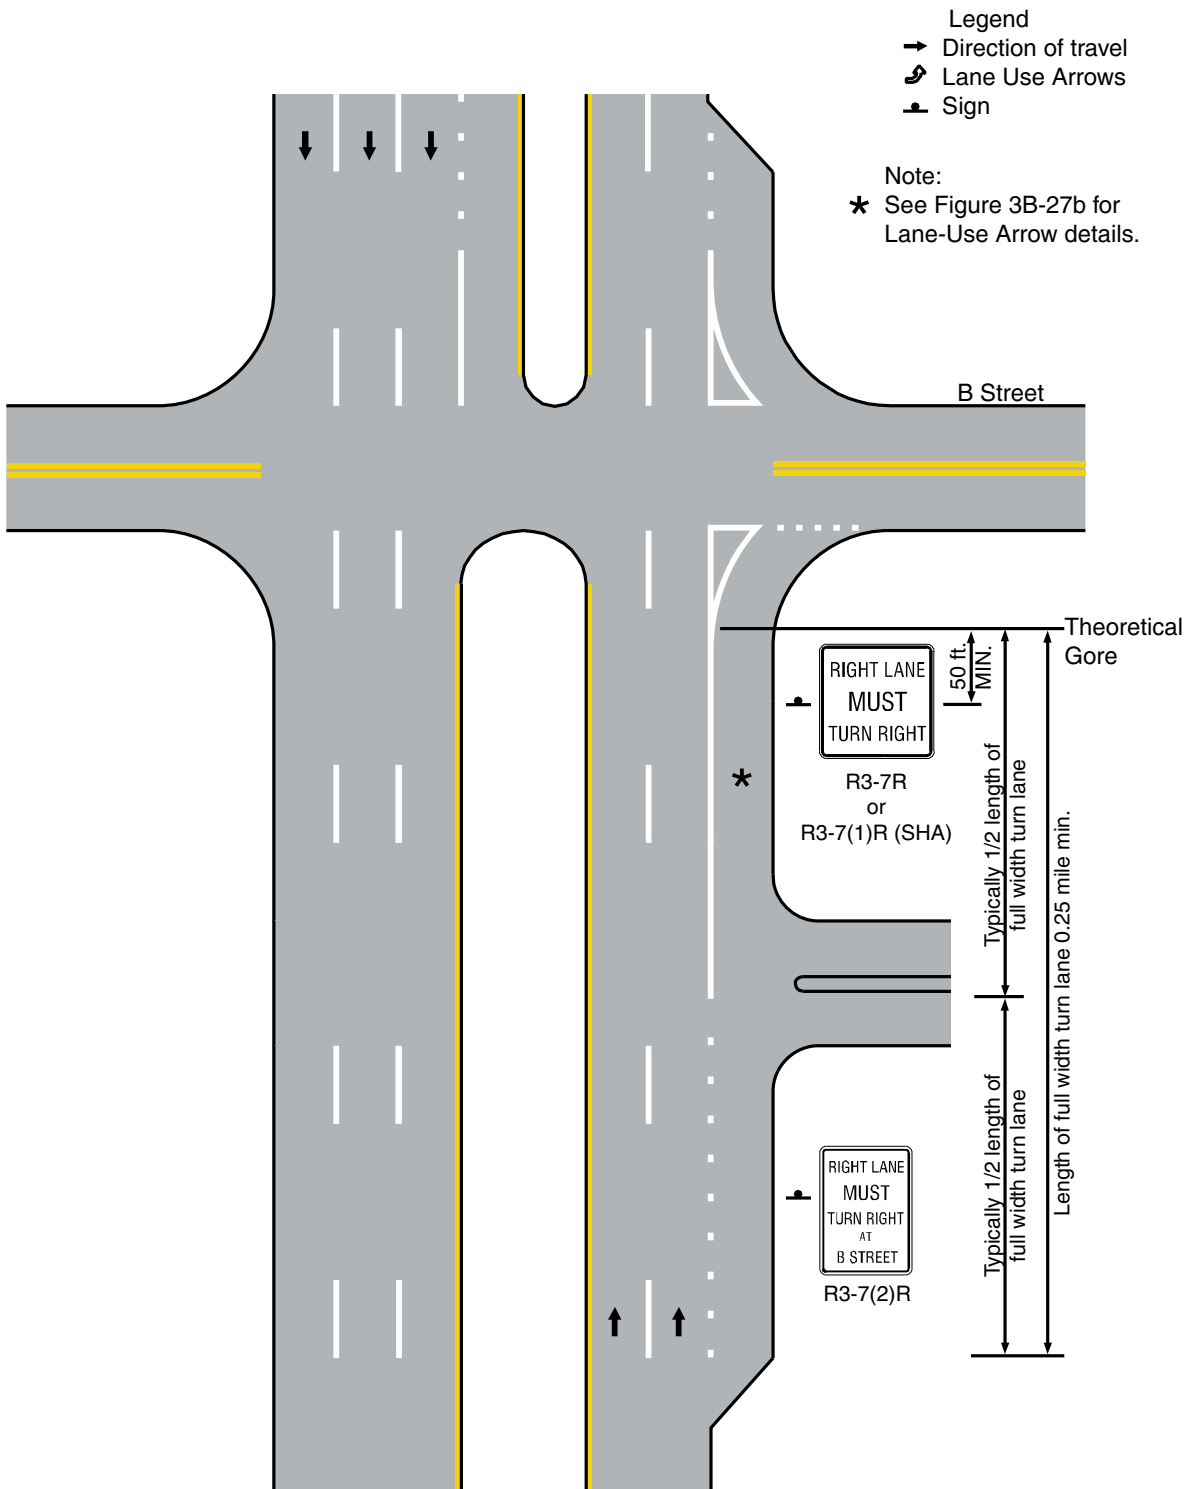 Legend
Direction of travel
Lane Use Arrows
Sign
Note:
* See Figure 3B-27b for
Lane-Use Arrow details.
B Street
Theoretical
Gore
50 ft.
MIN.
RIGHT LANE
MUST
TURN RIGHT
*
R3-7R
or
R3-7(1)R (SHA)
Typically 1/2 length of
full width turn lane
Length of full width turn lane 0.25 mile min.
Typically 1/2 length of
full width turn lane
RIGHT LANE
MUST
TURN RIGHT
AT
B STREET
R3-7(2)R